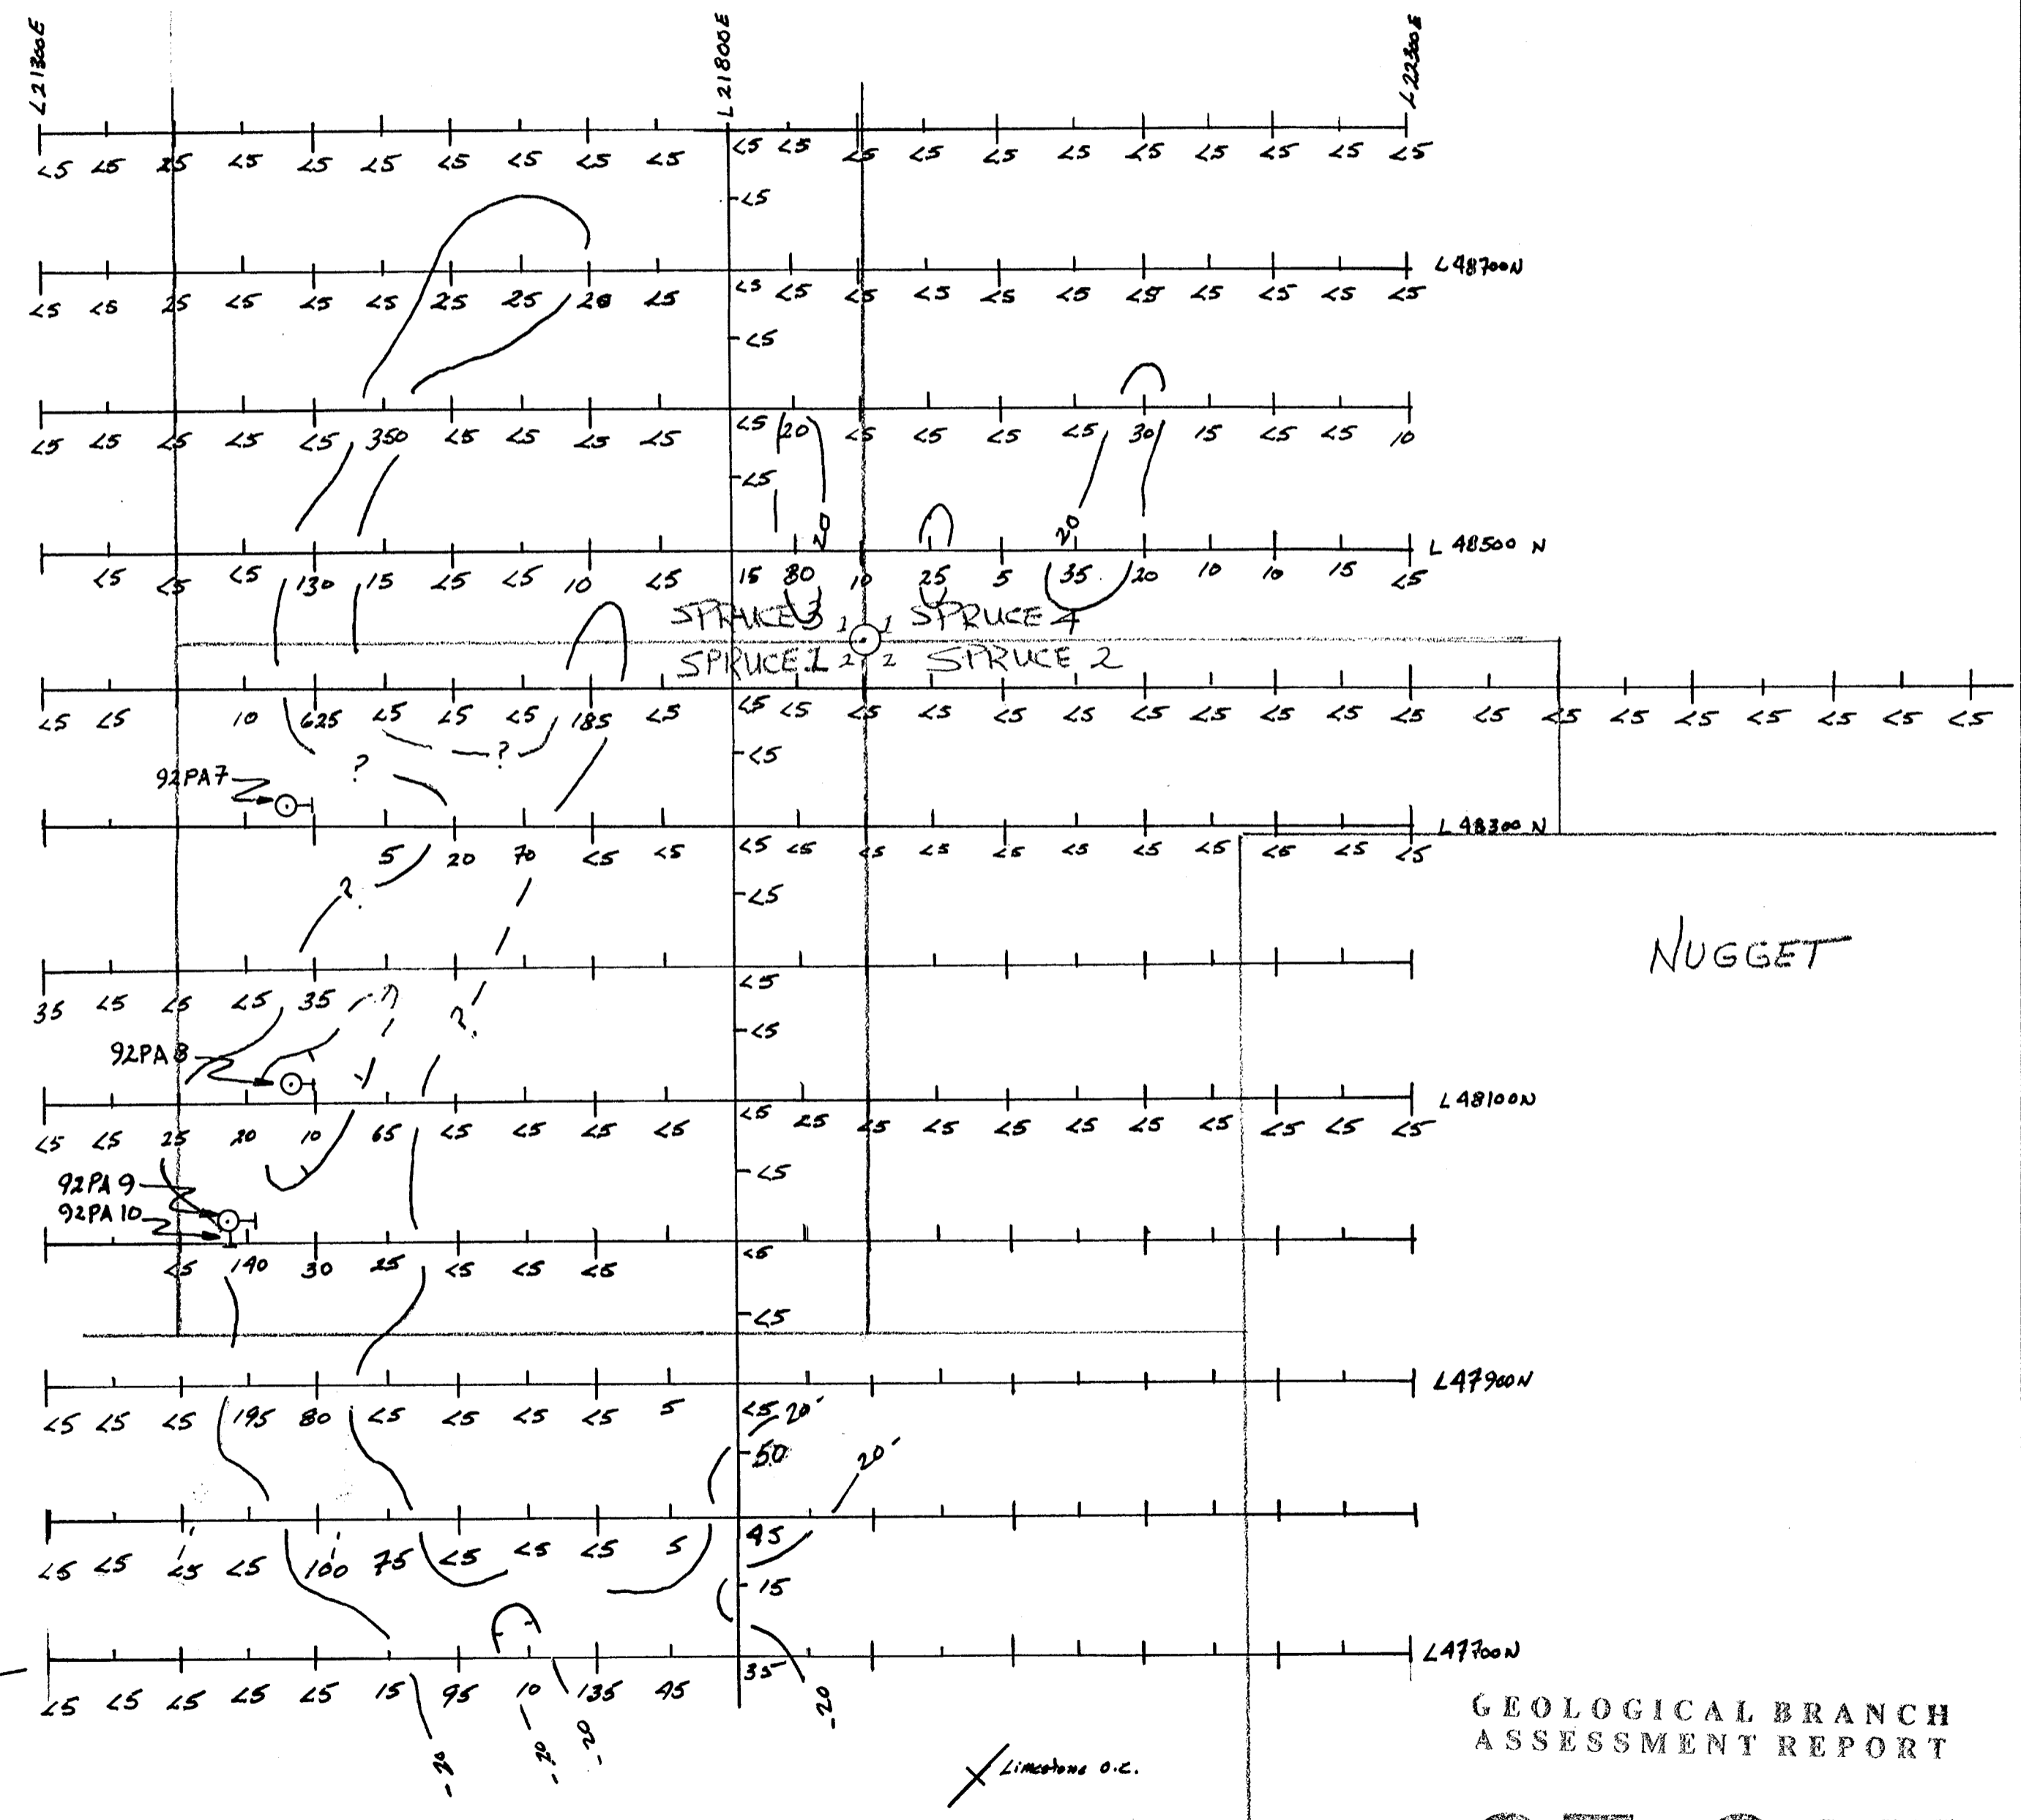 L21300E L21800E L22300E
<5 <5 25 <5 <5 <5 <5 <5 <5 <5 <5 <5 <5 <5 <5 <5 <5 <5 <5 <5 <5
<5
L48700N
<5 <5 25 <5 <5 <5 25 25 20 <5 <5 <5 <5 <5 <5 <5 <5 <5 <5 <5 <5
<5
<5 <5 <5 <5 <5 350 <5 <5 <5 <5 <5 20 <5 <5 <5 30 15 <5 <5 10
<5
20 20
L 48500 N
<5 <5 <5 130 15 <5 <5 10 <5 15 80 10 25 5 35 20 10 10 15 <5
SPRUCE 3 1 1 SPRUCE 4
SPRUCE 1 2 2 SPRUCE 2
<5 <5 10 625 <5 <5 <5 185 <5 <5 <5 <5 <5 <5 <5 <5 <5 <5 <5 <5 <5 <5 <5 <5 <5 <5 <5
? ? <5
92PA7
L48300 N
5 20 70 <5 <5 <5 <5 <5 <5 <5 <5 <5 <5 <5 <5 <5
? <5
NUGGET
35 <5 <5 <5 35 ? <5
? <5
92PA8
L48100N
<5 <5 25 20 10 65 <5 <5 <5 <5 <5 25 <5 <5 <5 <5 <5 <5 <5 <5 <5
<5
92PA9
92PA10
<5 140 30 25 <5 <5 <5 <5
<5
L47900N
<5 <5 <5 195 80 <5 <5 <5 <5 5 <5 20
50 20
<5 <5 <5 <5 100 75 <5 <5 <5 5 45
15
L47700N
<5 <5 <5 <5 <5 15 95 10 135 45 35
-20 -20 -20 -20
Limestone O.C.
GEOLOGICAL BRANCH
ASSESSMENT REPORT